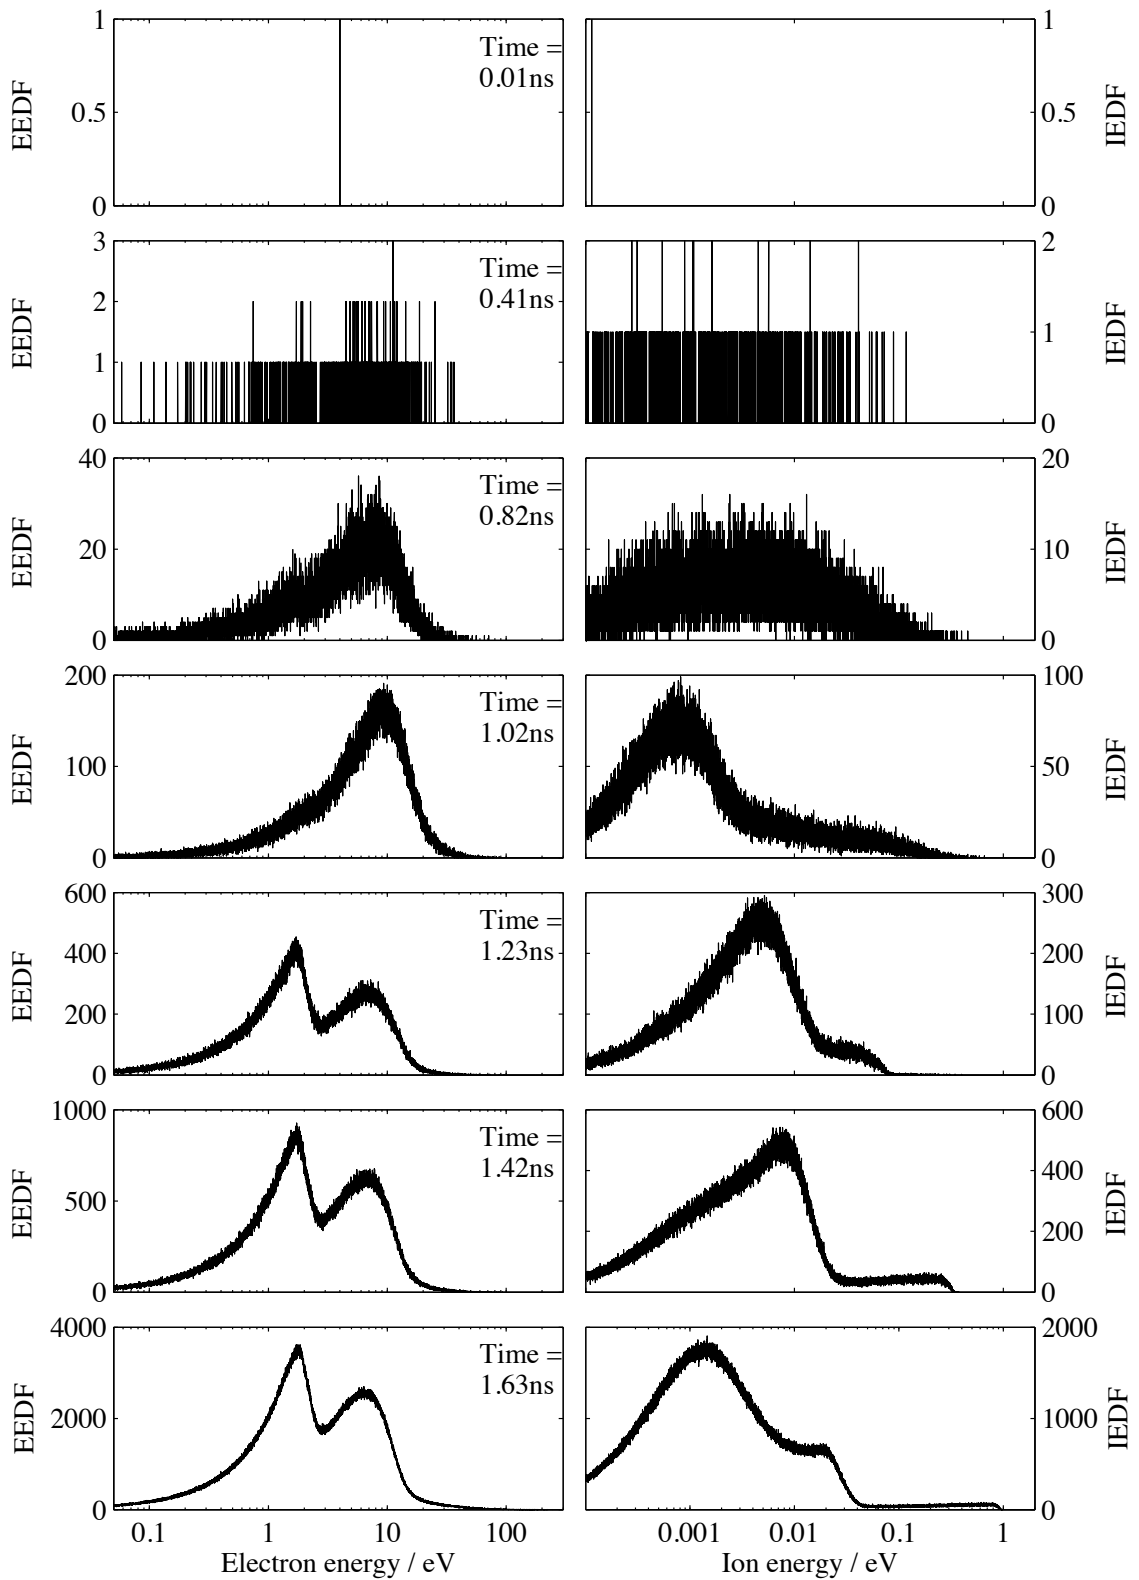 EEDF
1
0.5
0
Time =
0.01ns
1
0.5
0
IEDF
EEDF
3
2
1
0
Time =
0.41ns
2
1
0
IEDF
EEDF
40
20
0
Time =
0.82ns
20
10
0
IEDF
EEDF
200
100
0
Time =
1.02ns
100
50
0
IEDF
EEDF
600
400
200
0
Time =
1.23ns
300
200
100
0
IEDF
EEDF
1000
500
0
Time =
1.42ns
600
400
200
0
IEDF
EEDF
4000
2000
0
Time =
1.63ns
2000
1000
0
IEDF
0.1 1 10 100
0.001 0.01 0.1 1
Electron energy / eV
Ion energy / eV